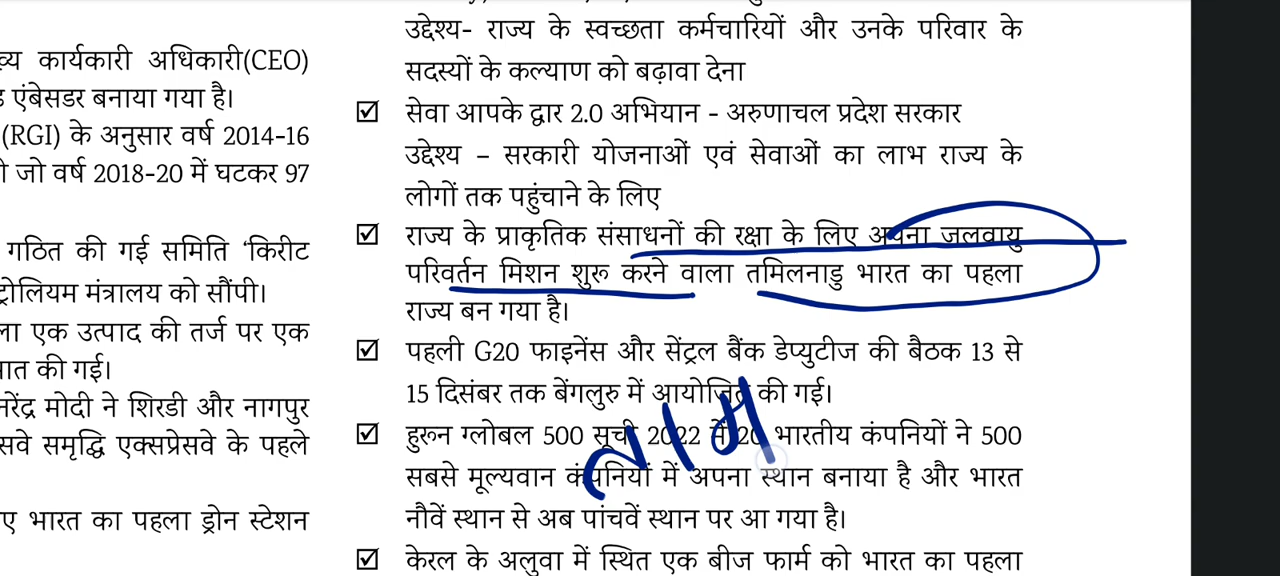 व्य कार्यकारी अधिकारी(CEO)
एंबेसडर बनाया गया है।
(RGI) के अनुसार वर्ष 2014-16
जो वर्ष 2018-20 में घटकर 97
गठित की गई समिति ‘किरीट
ट्रोलियम मंत्रालय को सौंपी।
ला एक उत्पाद की तर्ज पर एक
की गई।
नरेंद्र मोदी ने शिरडी और नागपुर
सवे समृद्धि एक्सप्रेसवे के पहले
ए भारत का पहला ड्रोन स्टेशन
उद्देश्य- राज्य के स्वच्छता कर्मचारियों और उनके परिवार के
सदस्यों के कल्याण को बढ़ावा देना
☑ सेवा आपके द्वार 2.0 अभियान - अरुणाचल प्रदेश सरकार
उद्देश्य – सरकारी योजनाओं एवं सेवाओं का लाभ राज्य के
लोगों तक पहुंचाने के लिए
☑ राज्य के प्राकृतिक संसाधनों की रक्षा के लिए अपना जलवायु
परिवर्तन मिशन शुरू करने वाला तमिलनाडु भारत का पहला
राज्य बन गया है।
☑ पहली G20 फाइनेंस और सेंट्रल बैंक डेप्युटीज की बैठक 13 से
15 दिसंबर तक बेंगलुरु में आयोजित की गई।
☑ हुरून ग्लोबल 500 सूची 2022 में 20 भारतीय कंपनियों ने 500
सबसे मूल्यवान कंपनियों में अपना स्थान बनाया है और भारत
नौवें स्थान से अब पांचवें स्थान पर आ गया है।
☑ केरल के अलुवा में स्थित एक बीज फार्म को भारत का पहला